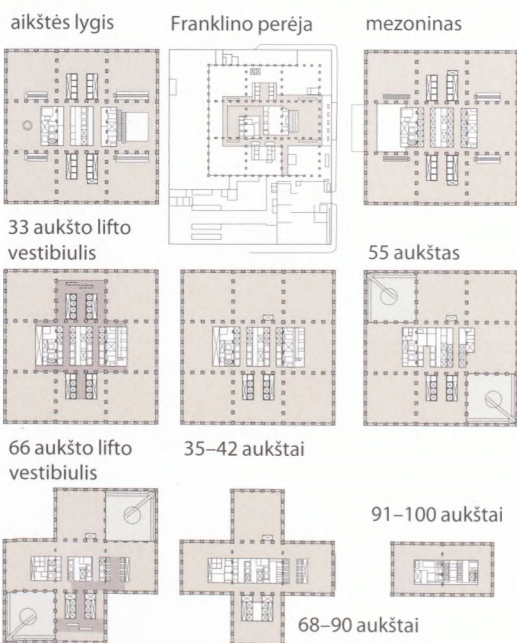 aikštės lygis
Franklino perėja
mezoninas
33 aukšto lifto
vestibiulis
55 aukštas
66 aukšto lifto
vestibiulis
35–42 aukštai
91–100 aukštai
68–90 aukštai